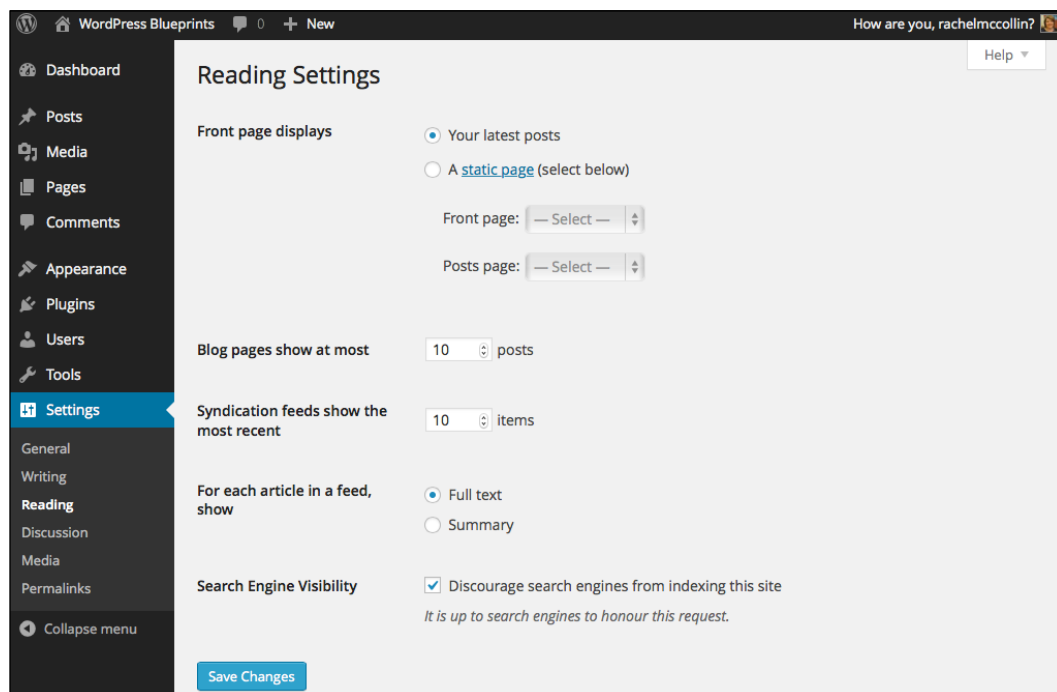 WordPress Blueprints 0 + New How are you, rachelmccollin?
Help
Dashboard
Posts
Media
Pages
Comments
Appearance
Plugins
Users
Tools
Settings
General
Writing
Reading
Discussion
Media
Permalinks
Collapse menu
Reading Settings
Front page displays
Your latest posts
A static page (select below)
Front page: — Select —
Posts page: — Select —
Blog pages show at most 10 posts
Syndication feeds show the
most recent
10 items
For each article in a feed,
show
Full text
Summary
Search Engine Visibility
Discourage search engines from indexing this site
It is up to search engines to honour this request.
Save Changes